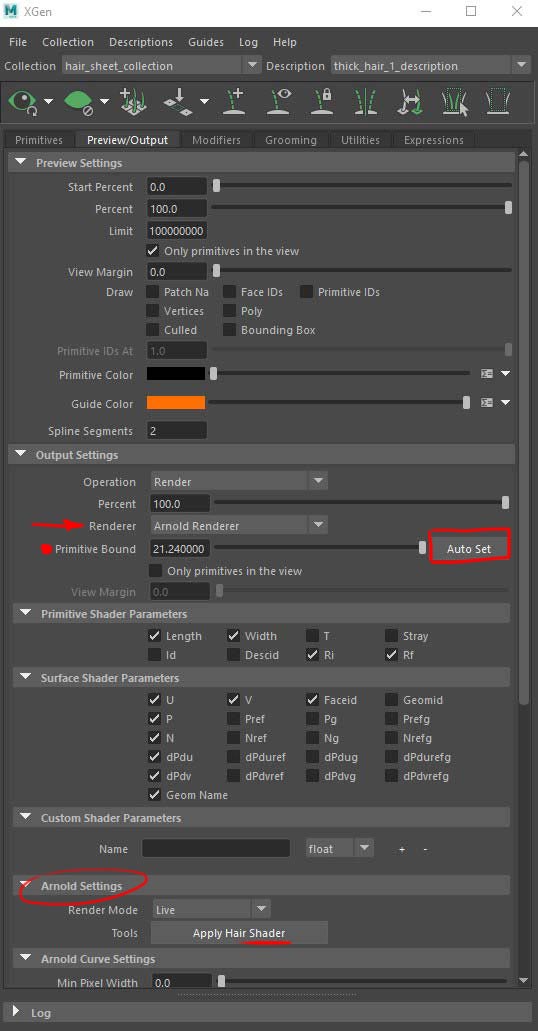 M XGen
File Collection Descriptions Guides Log Help
Collection hair_sheet_collection Description thick_hair_1_description
Primitives Preview/Output Modifiers Grooming Utilities Expressions
Preview Settings
Start Percent 0.0
Percent 100.0
Limit 100000000
Only primitives in the view
View Margin 0.0
Draw Patch Na Face IDs Primitive IDs
Vertices Poly
Culled Bounding Box
Primitive IDs At 1.0
Primitive Color
Guide Color
Spline Segments 2
Output Settings
Operation Render
Percent 100.0
Renderer Arnold Renderer
Primitive Bound 21.240000 Auto Set
Only primitives in the view
View Margin 0.0
Primitive Shader Parameters
Length Width T Stray
Id Descid Ri Rf
Surface Shader Parameters
U V Faceid Geomid
P Pref Pg Prefg
N Nref Ng Nrefg
dPdu dPduref dPdug dPdurefg
dPdv dPdvref dPdvg dPdvrefg
Geom Name
Custom Shader Parameters
Name float + -
Arnold Settings
Render Mode Live
Tools Apply Hair Shader
Arnold Curve Settings
Min Pixel Width 0.0
Log